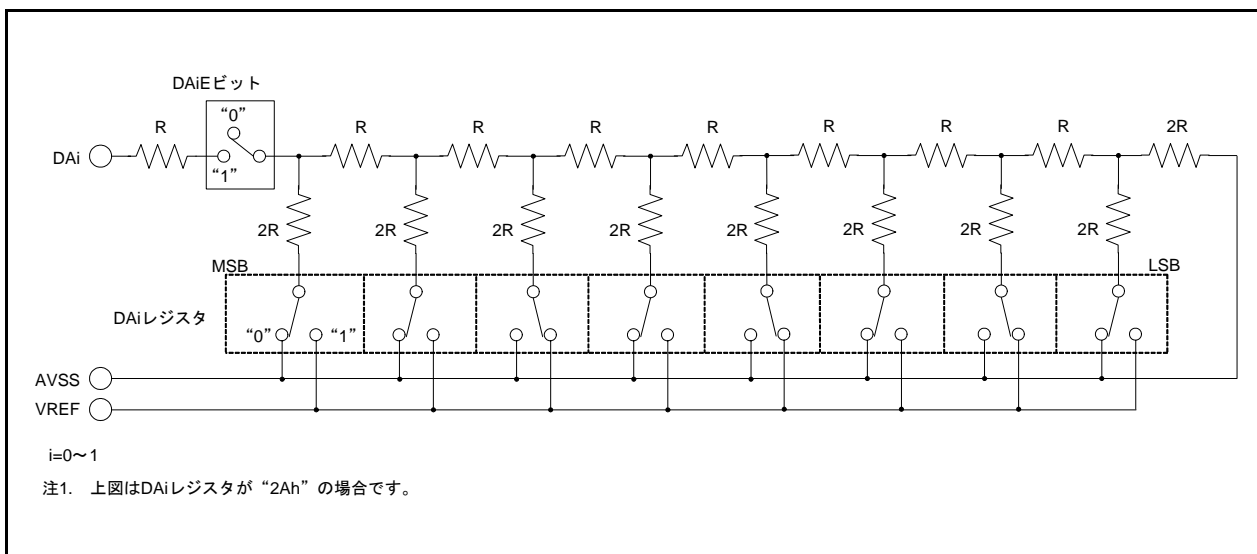 DAiEビット
“0”
“1”
R R R R R R R R 2R
DAi
2R 2R 2R 2R 2R 2R 2R 2R
MSB LSB
DAiレジスタ “0” “1”
AVSS
VREF
i=0～1
注1. 上図はDAiレジスタが“2Ah”の場合です。